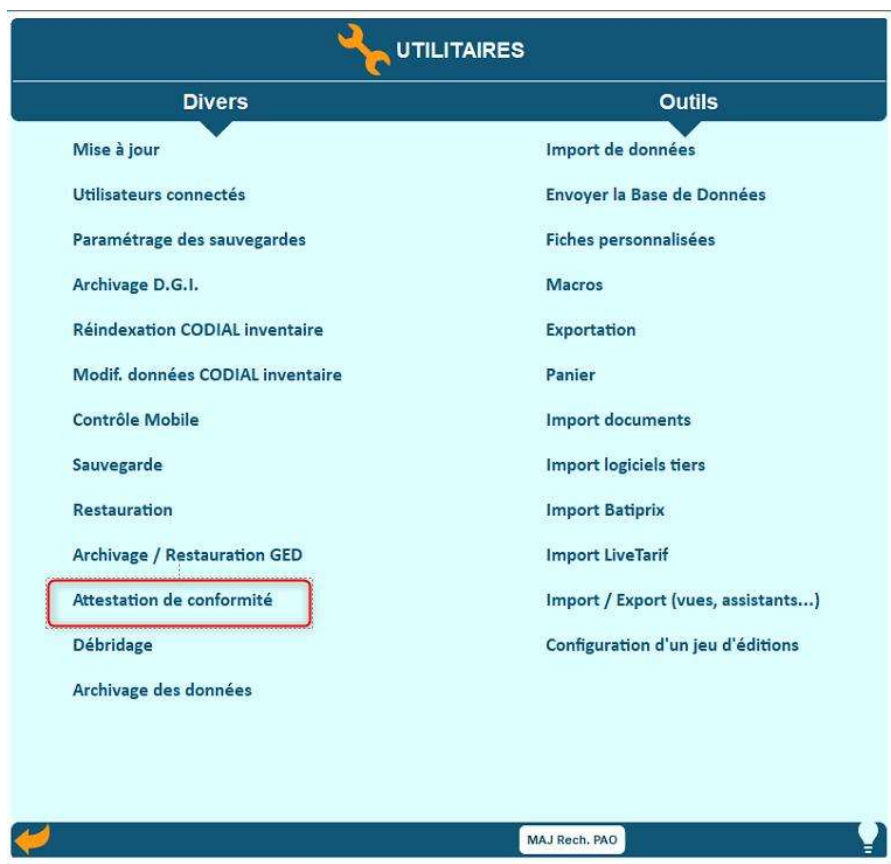 UTILITAIRES
Divers
Mise à jour
Utilisateurs connectés
Paramétrage des sauvegardes
Archivage D.G.I.
Réindexation CODIAL inventaire
Modif. données CODIAL inventaire
Contrôle Mobile
Sauvegarde
Restauration
Archivage / Restauration GED
Attestation de conformité
Débridage
Archivage des données
Outils
Import de données
Envoyer la Base de Données
Fiches personnalisées
Macros
Exportation
Panier
Import documents
Import logiciels tiers
Import Batiprix
Import LiveTarif
Import / Export (vues, assistants...)
Configuration d'un jeu d'éditions
MAJ Rech. PAO